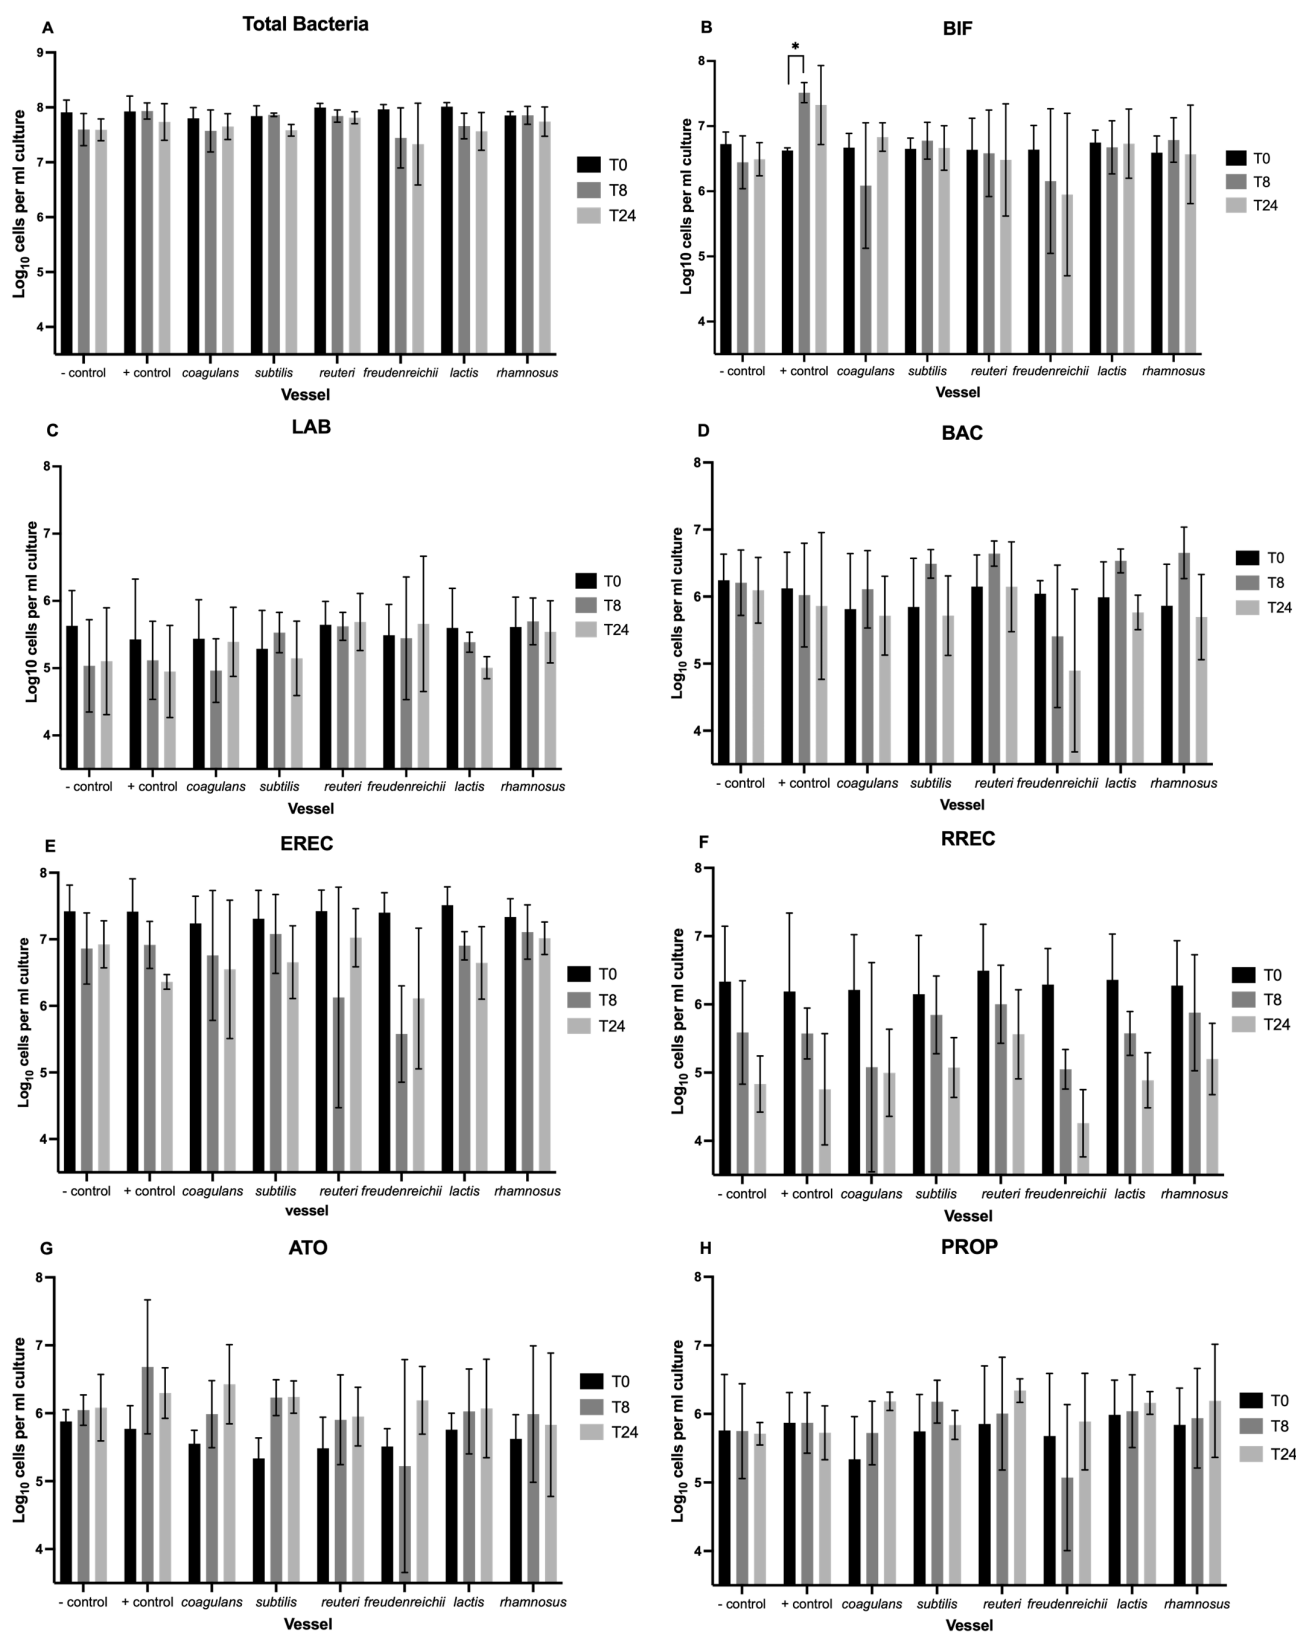 A
Total Bacteria
Log10 cells per ml culture
9
8
7
6
5
4
- control + control coagulans subtilis reuteri freudenreichii lactis rhamnosus
Vessel
T0
T8
T24
B
BIF
Log10 cells per ml culture
8
7
6
5
4
*
- control + control coagulans subtilis reuteri freudenreichii lactis rhamnosus
Vessel
T0
T8
T24
C
LAB
Log10 cells per ml culture
8
7
6
5
4
- control + control coagulans subtilis reuteri freudenreichii lactis rhamnosus
Vessel
T0
T8
T24
D
BAC
Log10 cells per ml culture
8
7
6
5
4
- control + control coagulans subtilis reuteri freudenreichii lactis rhamnosus
Vessel
T0
T8
T24
E
EREC
Log10 cells per ml culture
8
7
6
5
4
- control + control coagulans subtilis reuteri freudenreichii lactis rhamnosus
vessel
T0
T8
T24
F
RREC
Log10 cells per ml culture
8
7
6
5
4
- control + control coagulans subtilis reuteri freudenreichii lactis rhamnosus
Vessel
T0
T8
T24
G
ATO
Log10 cells per ml culture
8
7
6
5
4
- control + control coagulans subtilis reuteri freudenreichii lactis rhamnosus
Vessel
T0
T8
T24
H
PROP
Log10 cells per ml culture
8
7
6
5
4
- control + control coagulans subtilis reuteri freudenreichii lactis rhamnosus
Vessel
T0
T8
T24